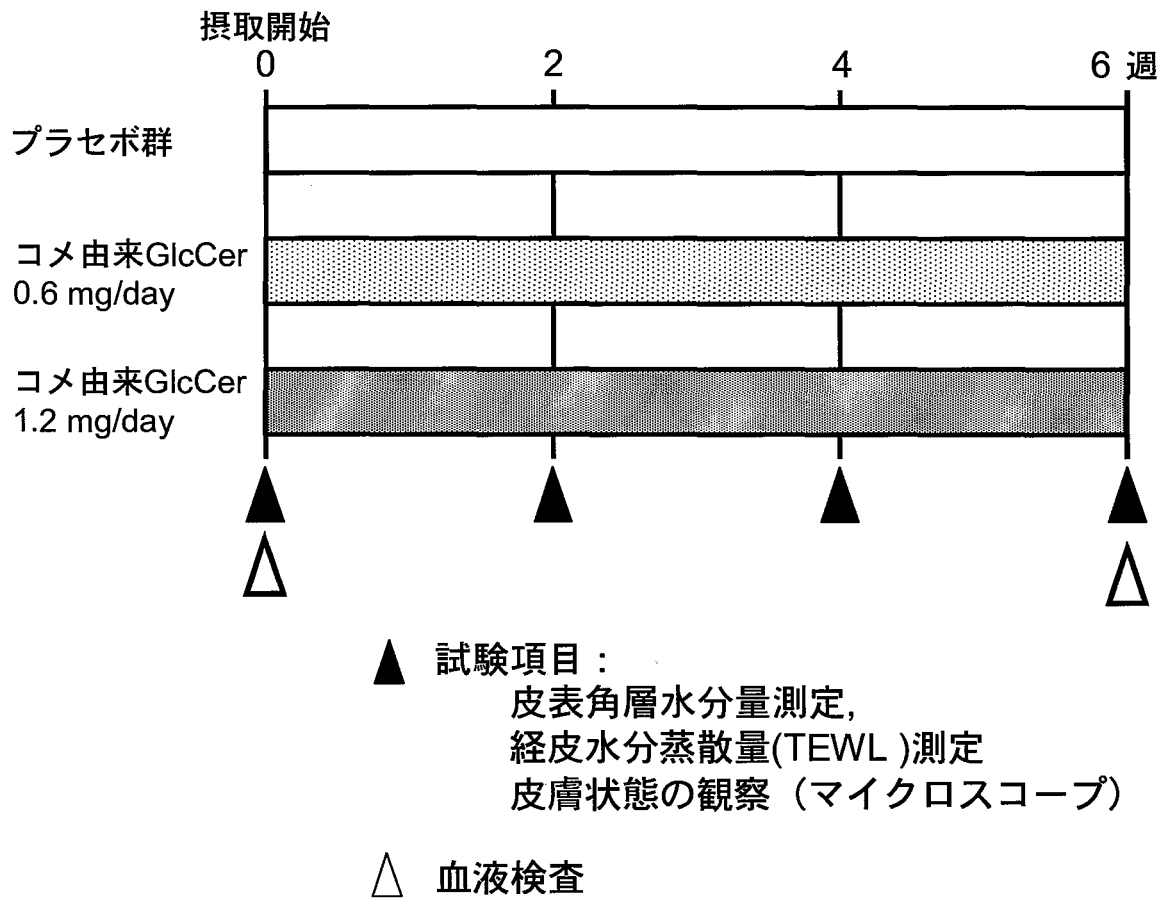 摂取開始
0 2 4 6 週
プラセボ群
コメ由来GlcCer
0.6 mg/day
コメ由来GlcCer
1.2 mg/day
▲ 試験項目：
皮表角層水分量測定,
経皮水分蒸散量(TEWL )測定
皮膚状態の観察（マイクロスコープ）
△ 血液検査